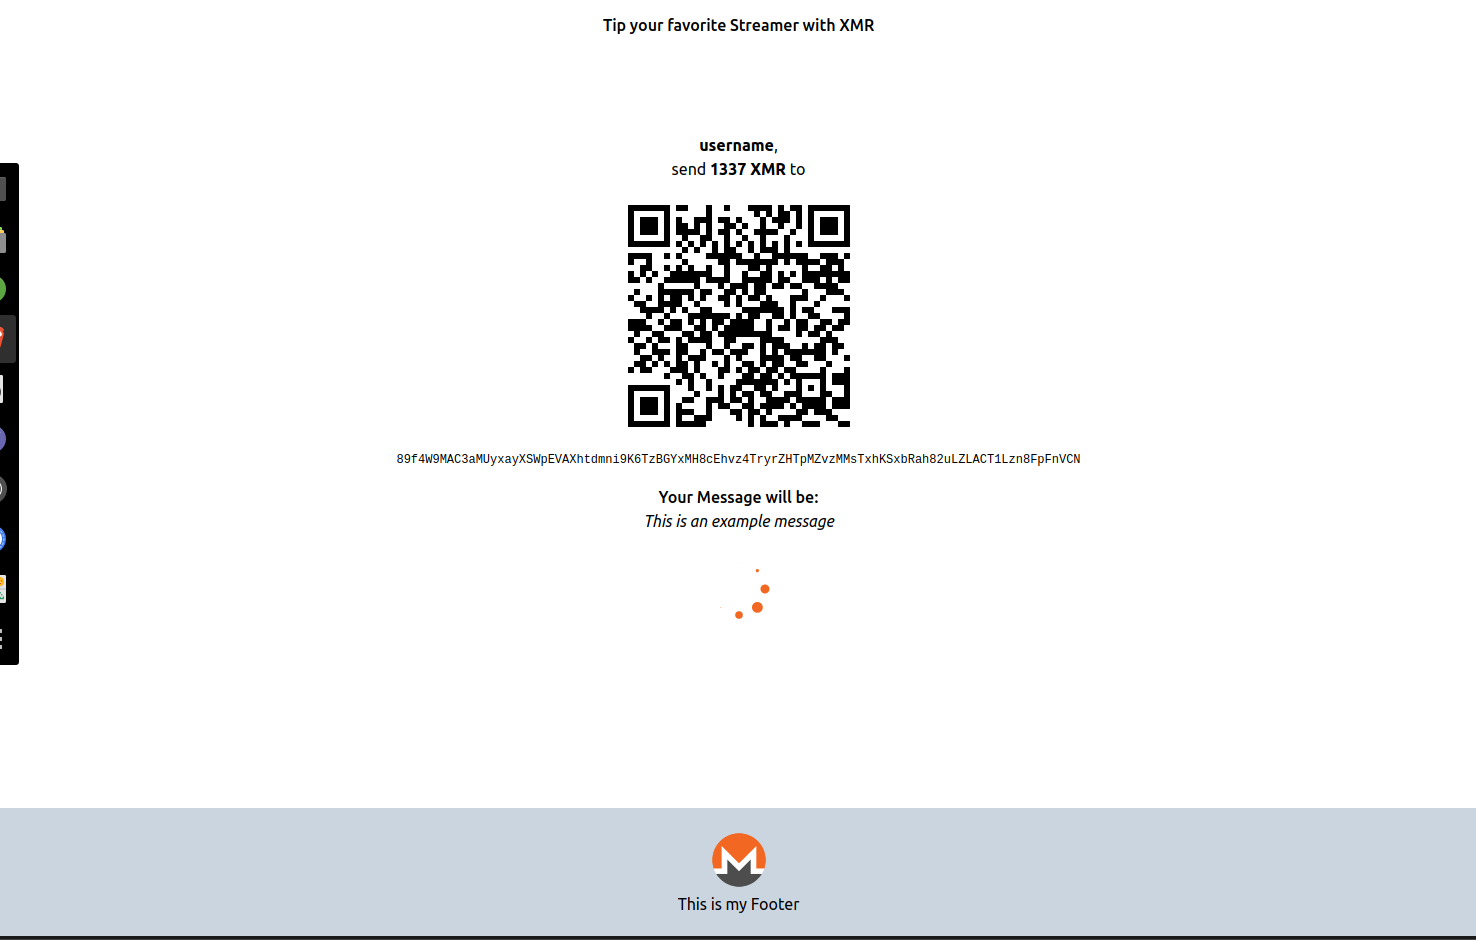 Tip your favorite Streamer with XMR
username,
send 1337 XMR to
89f4W9MAC3aMUyxayXSWpEVAXhtdmni9K6TzBGYxMH8cEhvz4TryrZHTpMZvzMMsTxhKSxbRah82uLZLACT1Lzn8FpFnVCN
Your Message will be:
This is an example message
This is my Footer